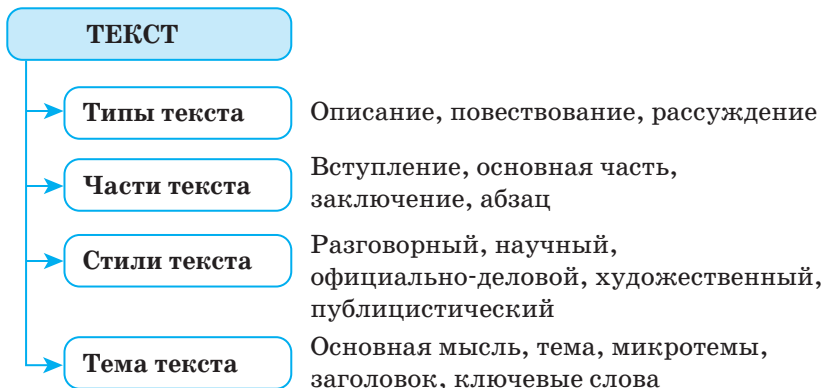 ТЕКСТ
Типы текста
Описание, повествование, рассуждение
Части текста
Вступление, основная часть,
заключение, абзац
Стили текста
Разговорный, научный,
официально-деловой, художественный,
публицистический
Тема текста
Основная мысль, тема, микротемы,
заголовок, ключевые слова